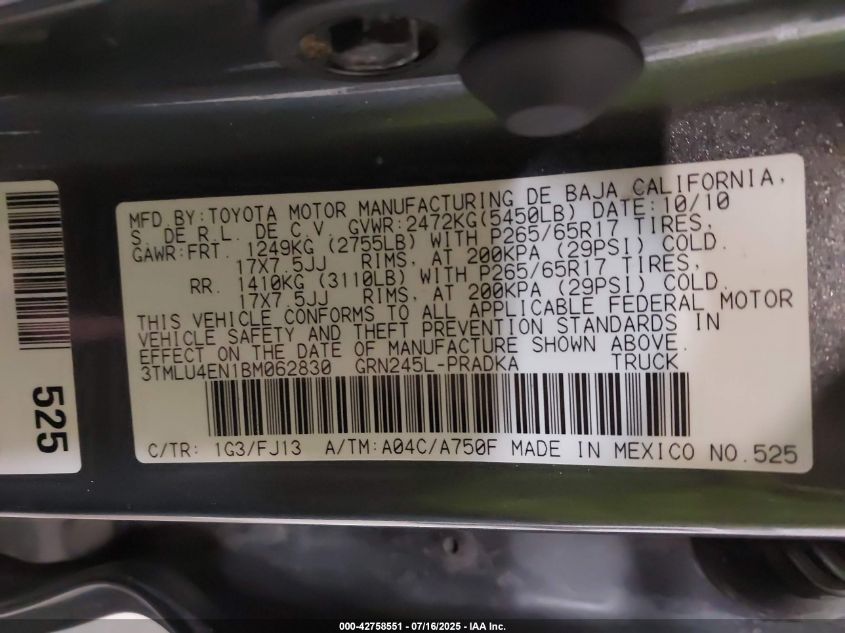 MFD.BY:TOYOTA MOTOR MANUFACTURING DE BAJA CALIFORNIA,
S. DE R.L. DE C.V. GVWR:2472KG(5450LB) DATE:10/10
GAWR:FRT. 1249KG (2755LB) WITH P265/65R17 TIRES,
17X7.5JJ RIMS, AT 200KPA (29PSI) COLD.
RR. 1410KG (3110LB) WITH P265/65R17 TIRES,
17X7.5JJ RIMS, AT 200KPA (29PSI) COLD.
THIS VEHICLE CONFORMS TO ALL APPLICABLE FEDERAL MOTOR
VEHICLE SAFETY AND THEFT PREVENTION STANDARDS IN
EFFECT ON THE DATE OF MANUFACTURE SHOWN ABOVE.
3TMLU4EN1BM062830 GRN245L-PRADKA TRUCK
C/TR: 1G3/FJ13 A/TM:A04C/A750F MADE IN MEXICO NO.525
525
000-42758551 - 07/16/2025 - IAA Inc.